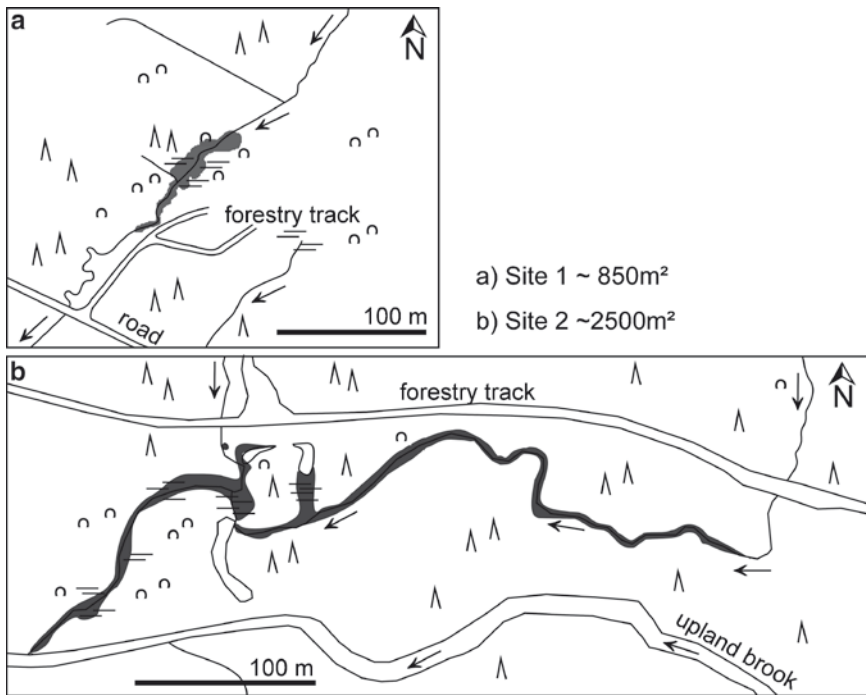 a
N
forestry track
road
100 m
a) Site 1 ~ 850m²
b) Site 2 ~2500m²
b
forestry track
N
upland brook
100 m